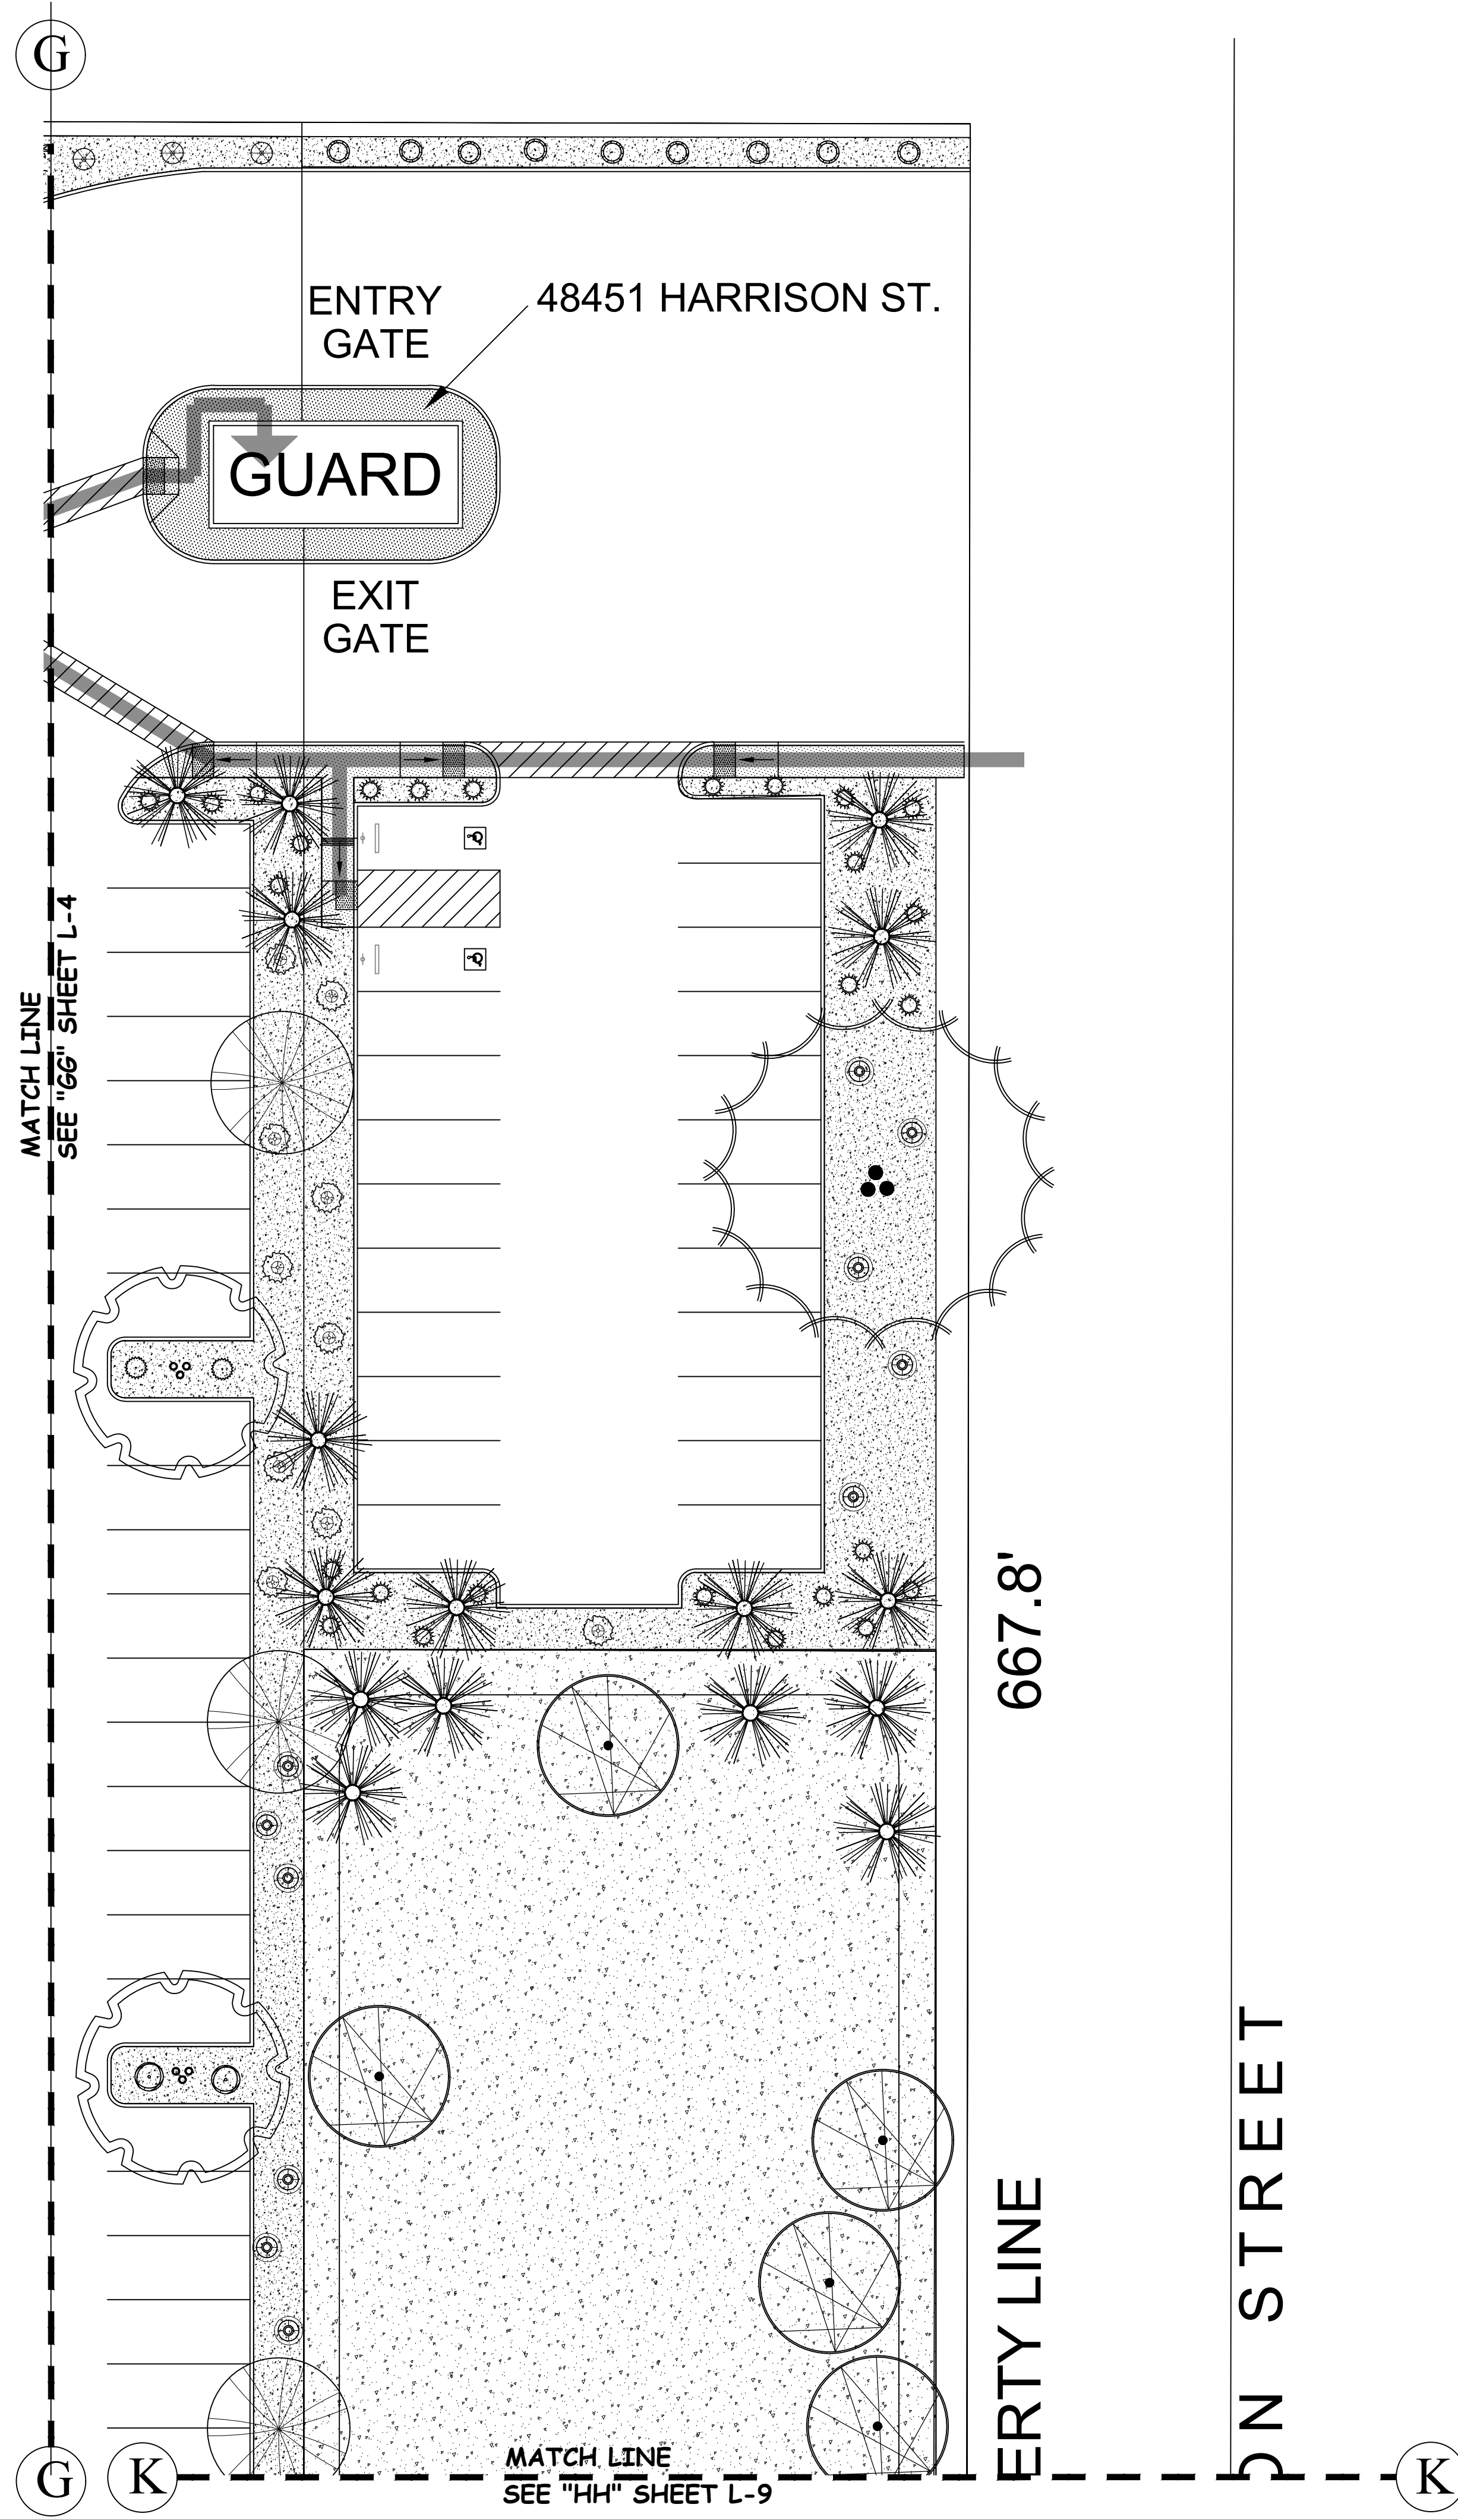 G
ENTRY
GATE
48451 HARRISON ST.
GUARD
EXIT
GATE
MATCH LINE
SEE "GG" SHEET L-4
667.8'
ERTY LINE
ON STREET
G
K
MATCH LINE
SEE "HH" SHEET L-9
K